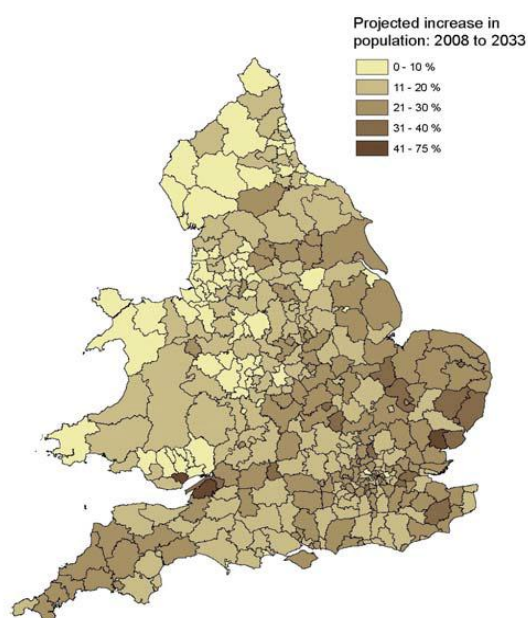 Projected increase in
population: 2008 to 2033
0 - 10 %
11 - 20 %
21 - 30 %
31 - 40 %
41 - 75 %